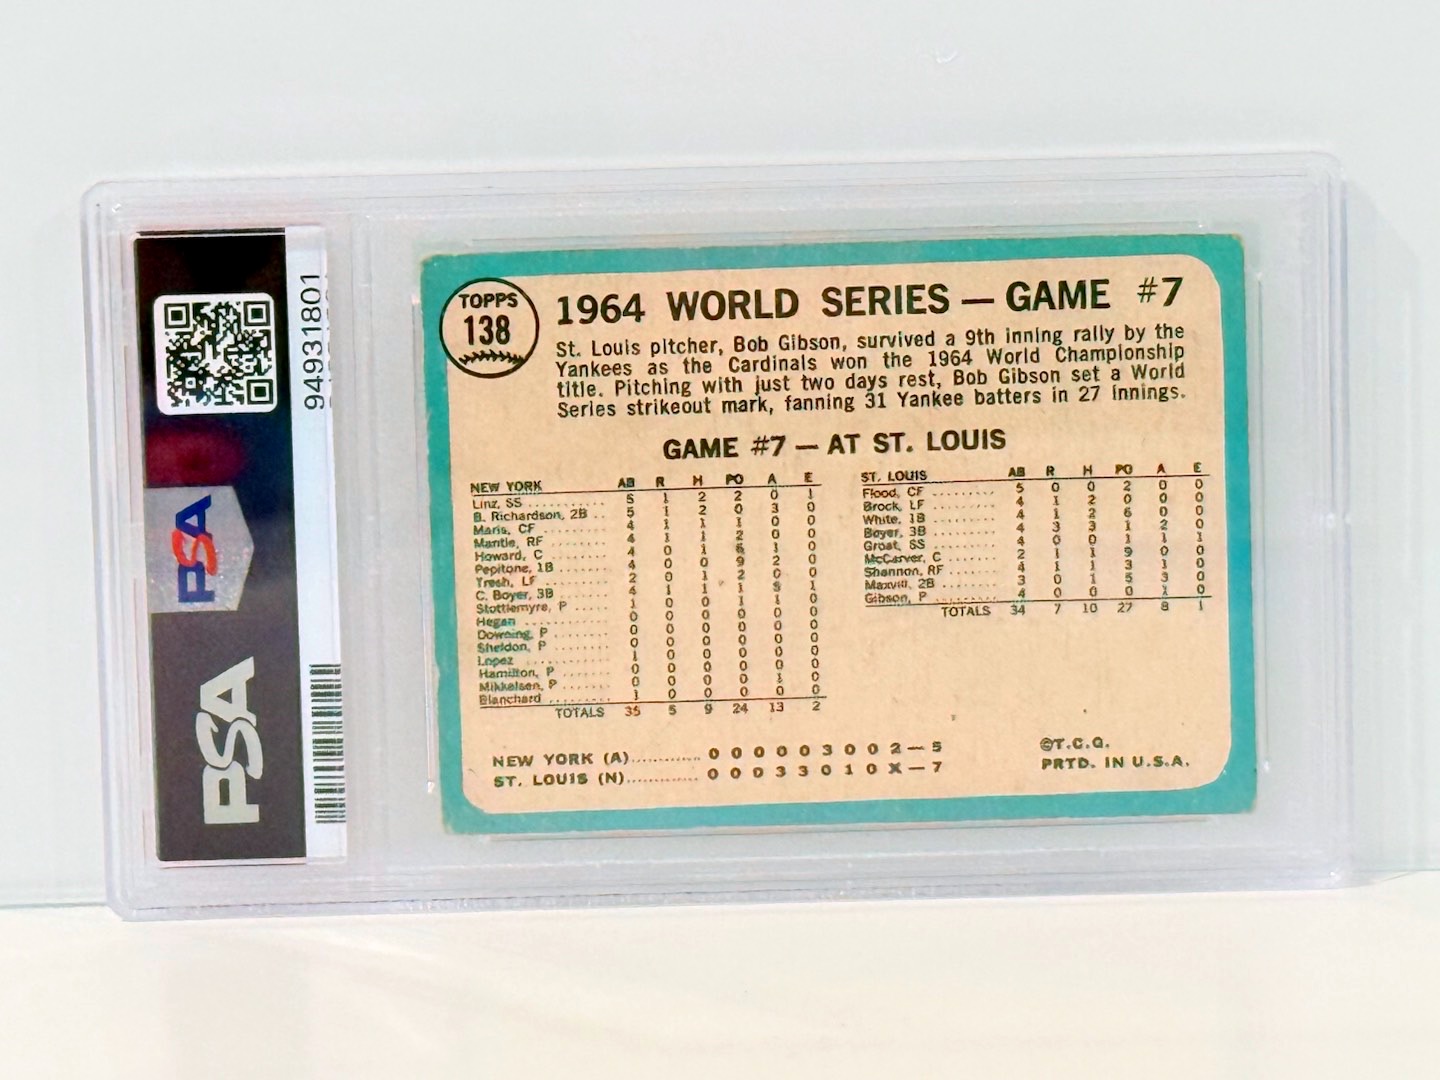 94931801
PSA
PSA
TOPPS
138
1964 WORLD SERIES — GAME #7
St. Louis pitcher, Bob Gibson, survived a 9th inning rally by the
Yankees as the Cardinals won the 1964 World Championship
title. Pitching with just two days rest, Bob Gibson set a World
Series strikeout mark, fanning 31 Yankee batters in 27 innings.
GAME #7 — AT ST. LOUIS
NEW YORK AB R H PO A E
Linz, SS .......... 5 1 2 2 0 1
B. Richardson, 2B .. 5 1 2 0 3 0
Maris, CF ......... 4 1 1 1 0 0
Mantle, RF ........ 4 1 1 2 0 0
Howard, C ......... 4 0 1 6 1 0
Pepitone, 1B ...... 4 0 0 9 2 0
Tresh, LF ......... 2 0 1 2 0 0
C. Boyer, 3B ...... 4 1 1 1 3 1
Stottlemyre, P .... 1 0 0 1 1 0
Hegan ............. 0 0 0 0 0 0
Downing, P ........ 0 0 0 0 0 0
Sheldon, P ........ 0 0 0 0 0 0
Lopez ............. 1 0 0 0 0 0
Hamilton, P ....... 0 0 0 0 0 0
Mikkelsen, P ...... 0 0 0 0 1 0
Blanchard ......... 1 0 0 0 0 0
TOTALS 35 5 9 24 13 2
ST. LOUIS AB R H PO A E
Flood, CF ......... 5 0 0 2 0 0
Brock, LF ......... 4 1 2 0 0 0
White, 1B ......... 4 1 2 6 0 0
Boyer, 3B ......... 4 3 3 1 2 0
Groat, SS ......... 4 0 0 1 1 1
McCarver, C ....... 2 1 1 9 0 0
Shannon, RF ....... 4 1 1 3 1 0
Maxvill, 2B ....... 3 0 1 5 3 0
Gibson, P ......... 4 0 0 0 1 0
TOTALS 34 7 10 27 8 1
NEW YORK (A)............ 0 0 0 0 0 3 0 0 2 — 5
ST. LOUIS (N)............ 0 0 0 3 3 0 1 0 X — 7
©T.C.G.
PRTD. IN U.S.A.